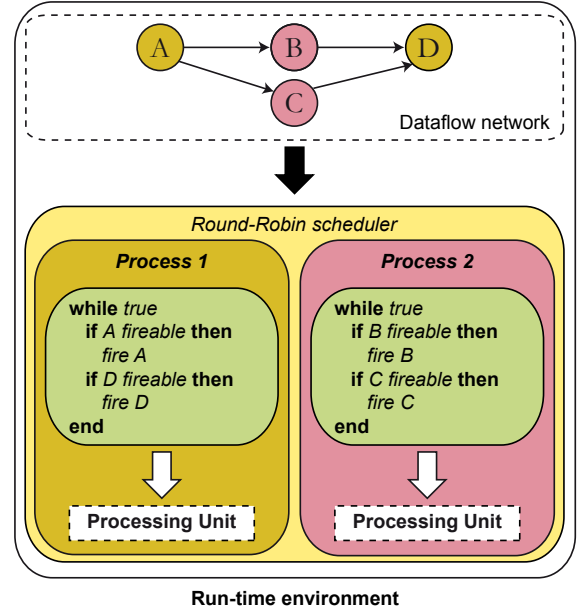 A
B
D
C
Dataflow network
Round-Robin scheduler
Process 1
while true
if A fireable then
fire A
if D fireable then
fire D
end
Processing Unit
Process 2
while true
if B fireable then
fire B
if C fireable then
fire C
end
Processing Unit
Run-time environment